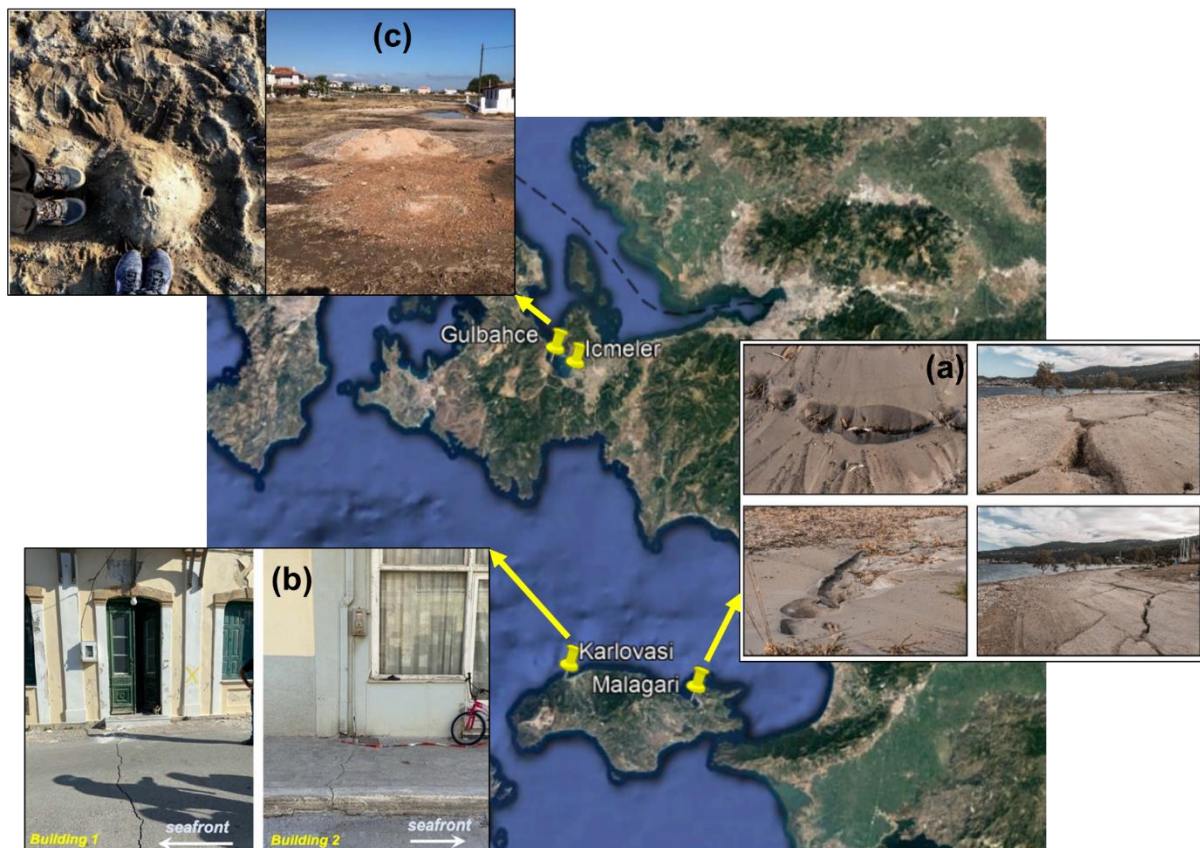 (c)
Gulbahce
Icmeler
(a)
(b)
Karlovasi
Malagari
seafront
Building 1
seafront
Building 2